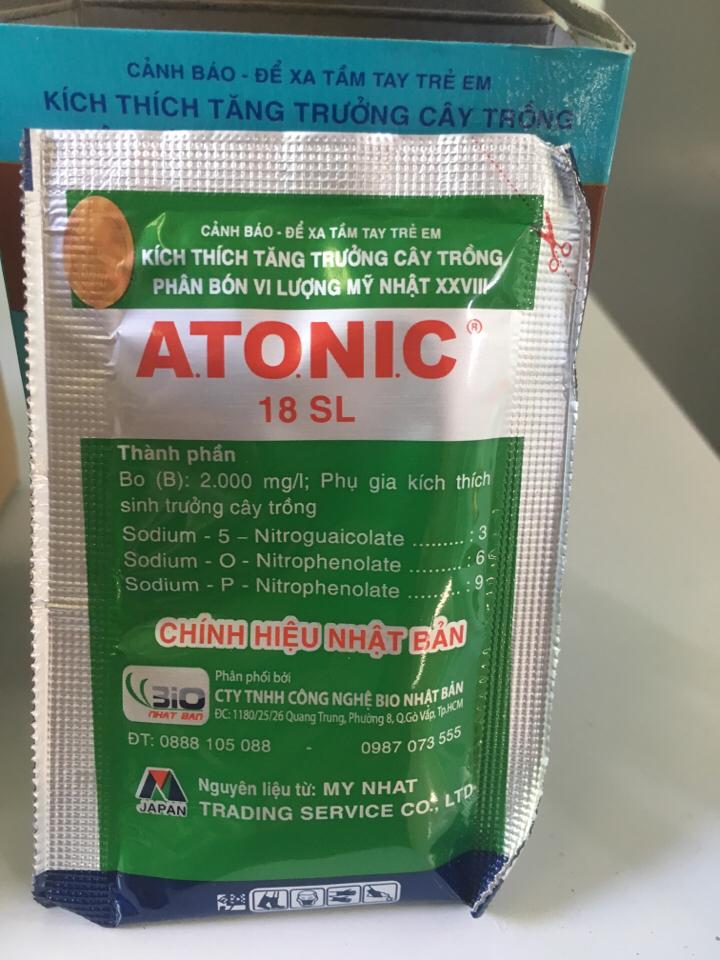 CẢNH BÁO - ĐỂ XA TẦM TAY TRẺ EM
KÍCH THÍCH TĂNG TRƯỞNG CÂY TRỒNG
CẢNH BÁO - ĐỂ XA TẦM TAY TRẺ EM
KÍCH THÍCH TĂNG TRƯỞNG CÂY TRỒNG
PHÂN BÓN VI LƯỢNG MỸ NHẬT XXVIII
A.T.O.N.I.C ®
18 SL
Thành phần
Bo (B): 2.000 mg/l; Phụ gia kích thích
sinh trưởng cây trồng
Sodium - 5 – Nitroguaicolate ......... : 3
Sodium - O - Nitrophenolate ......... : 6
Sodium - P - Nitrophenolate ......... : 9
CHÍNH HIỆU NHẬT BẢN
BiO
NHAT BAN
Phân phối bởi
CTY TNHH CÔNG NGHỆ BIO NHẬT BẢN
ĐC: 1180/25/26 Quang Trung, Phường 8, Q.Gò Vấp, Tp.HCM
ĐT: 0888 105 088 - 0987 073 555
JAPAN
Nguyên liệu từ: MY NHAT
TRADING SERVICE CO., LTD